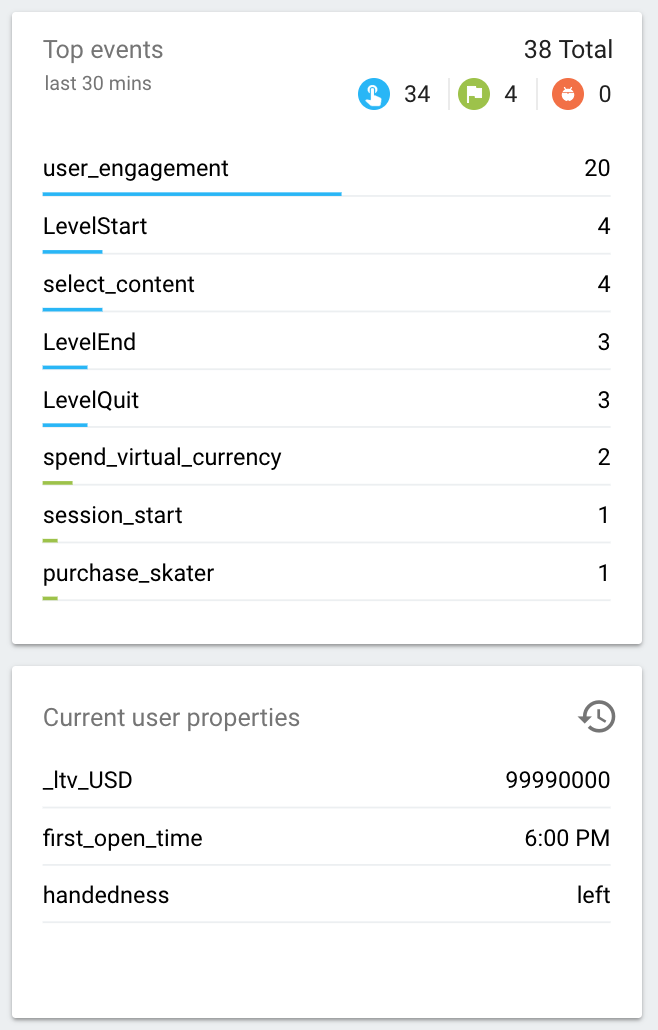 Top events 38 Total
last 30 mins 34 4 0
user_engagement 20
LevelStart 4
select_content 4
LevelEnd 3
LevelQuit 3
spend_virtual_currency 2
session_start 1
purchase_skater 1
Current user properties
_ltv_USD 99990000
first_open_time 6:00 PM
handedness left